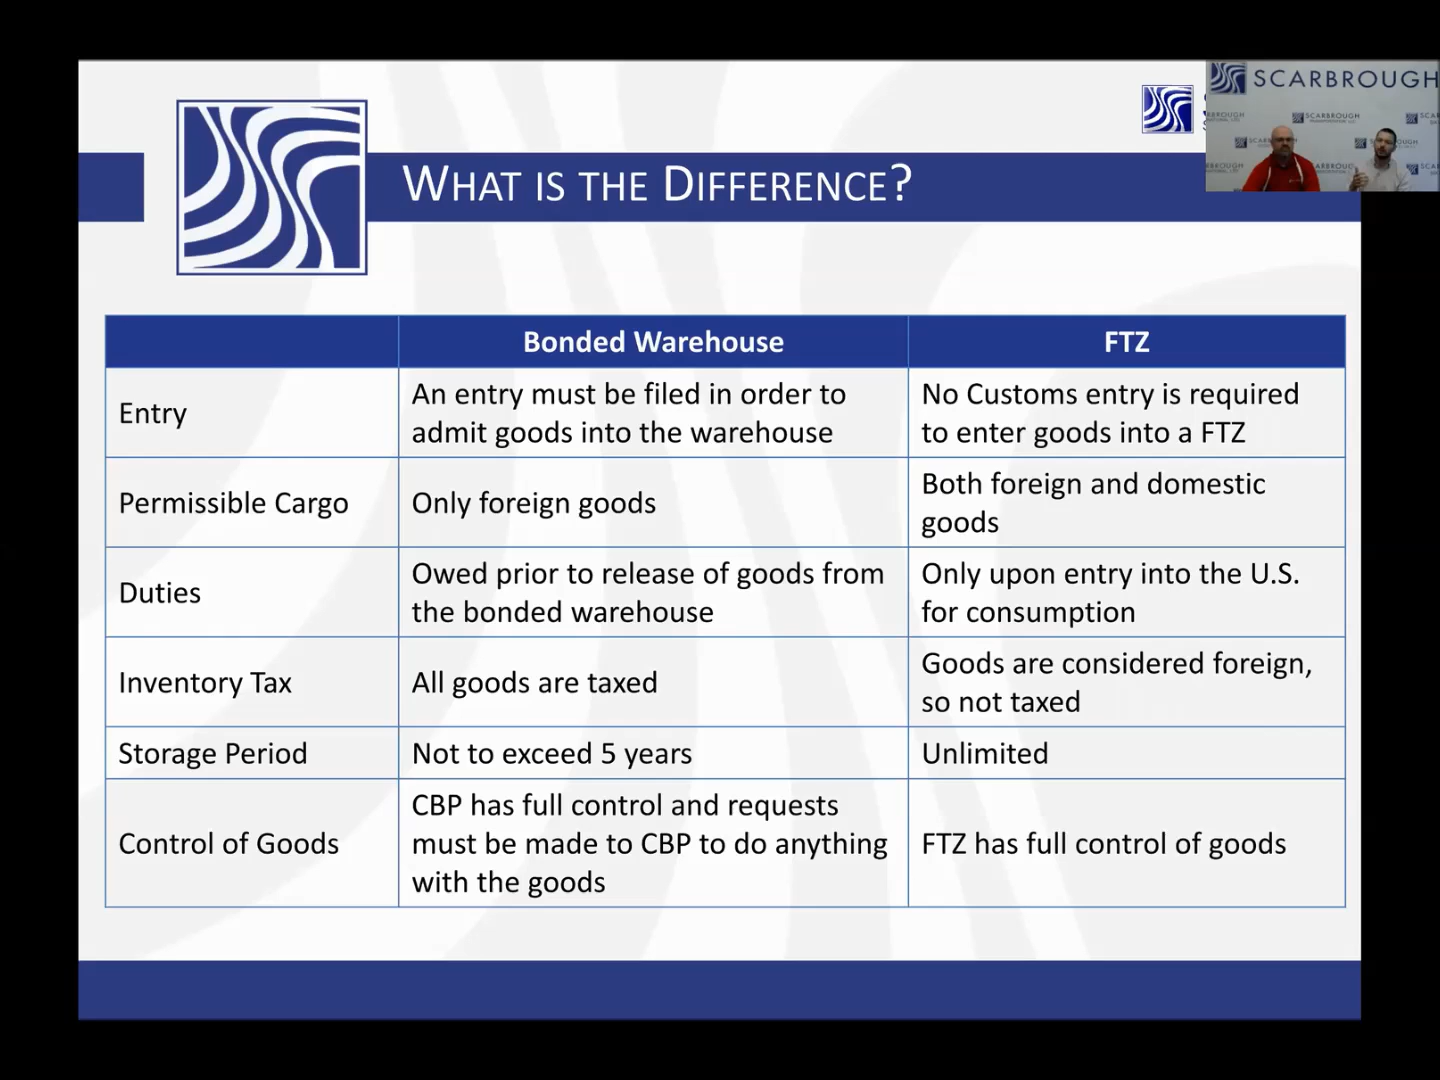 SCARBROUGH
SCARBROUGH
WHAT IS THE DIFFERENCE?
Bonded Warehouse
FTZ
Entry
An entry must be filed in order to
admit goods into the warehouse
No Customs entry is required
to enter goods into a FTZ
Permissible Cargo
Only foreign goods
Both foreign and domestic
goods
Duties
Owed prior to release of goods from
the bonded warehouse
Only upon entry into the U.S.
for consumption
Inventory Tax
All goods are taxed
Goods are considered foreign,
so not taxed
Storage Period
Not to exceed 5 years
Unlimited
Control of Goods
CBP has full control and requests
must be made to CBP to do anything
with the goods
FTZ has full control of goods